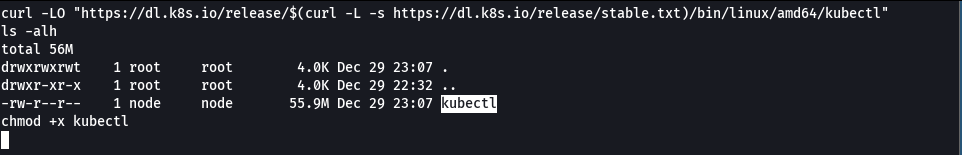 curl -LO "https://dl.k8s.io/release/$(curl -L -s https://dl.k8s.io/release/stable.txt)/bin/linux/amd64/kubectl"
ls -alh
total 56M
drwxrwxrwt    1 root     root        4.0K Dec 29 23:07 .
drwxr-xr-x    1 root     root        4.0K Dec 29 22:32 ..
-rw-r--r--    1 node     node       55.9M Dec 29 23:07 kubectl
chmod +x kubectl